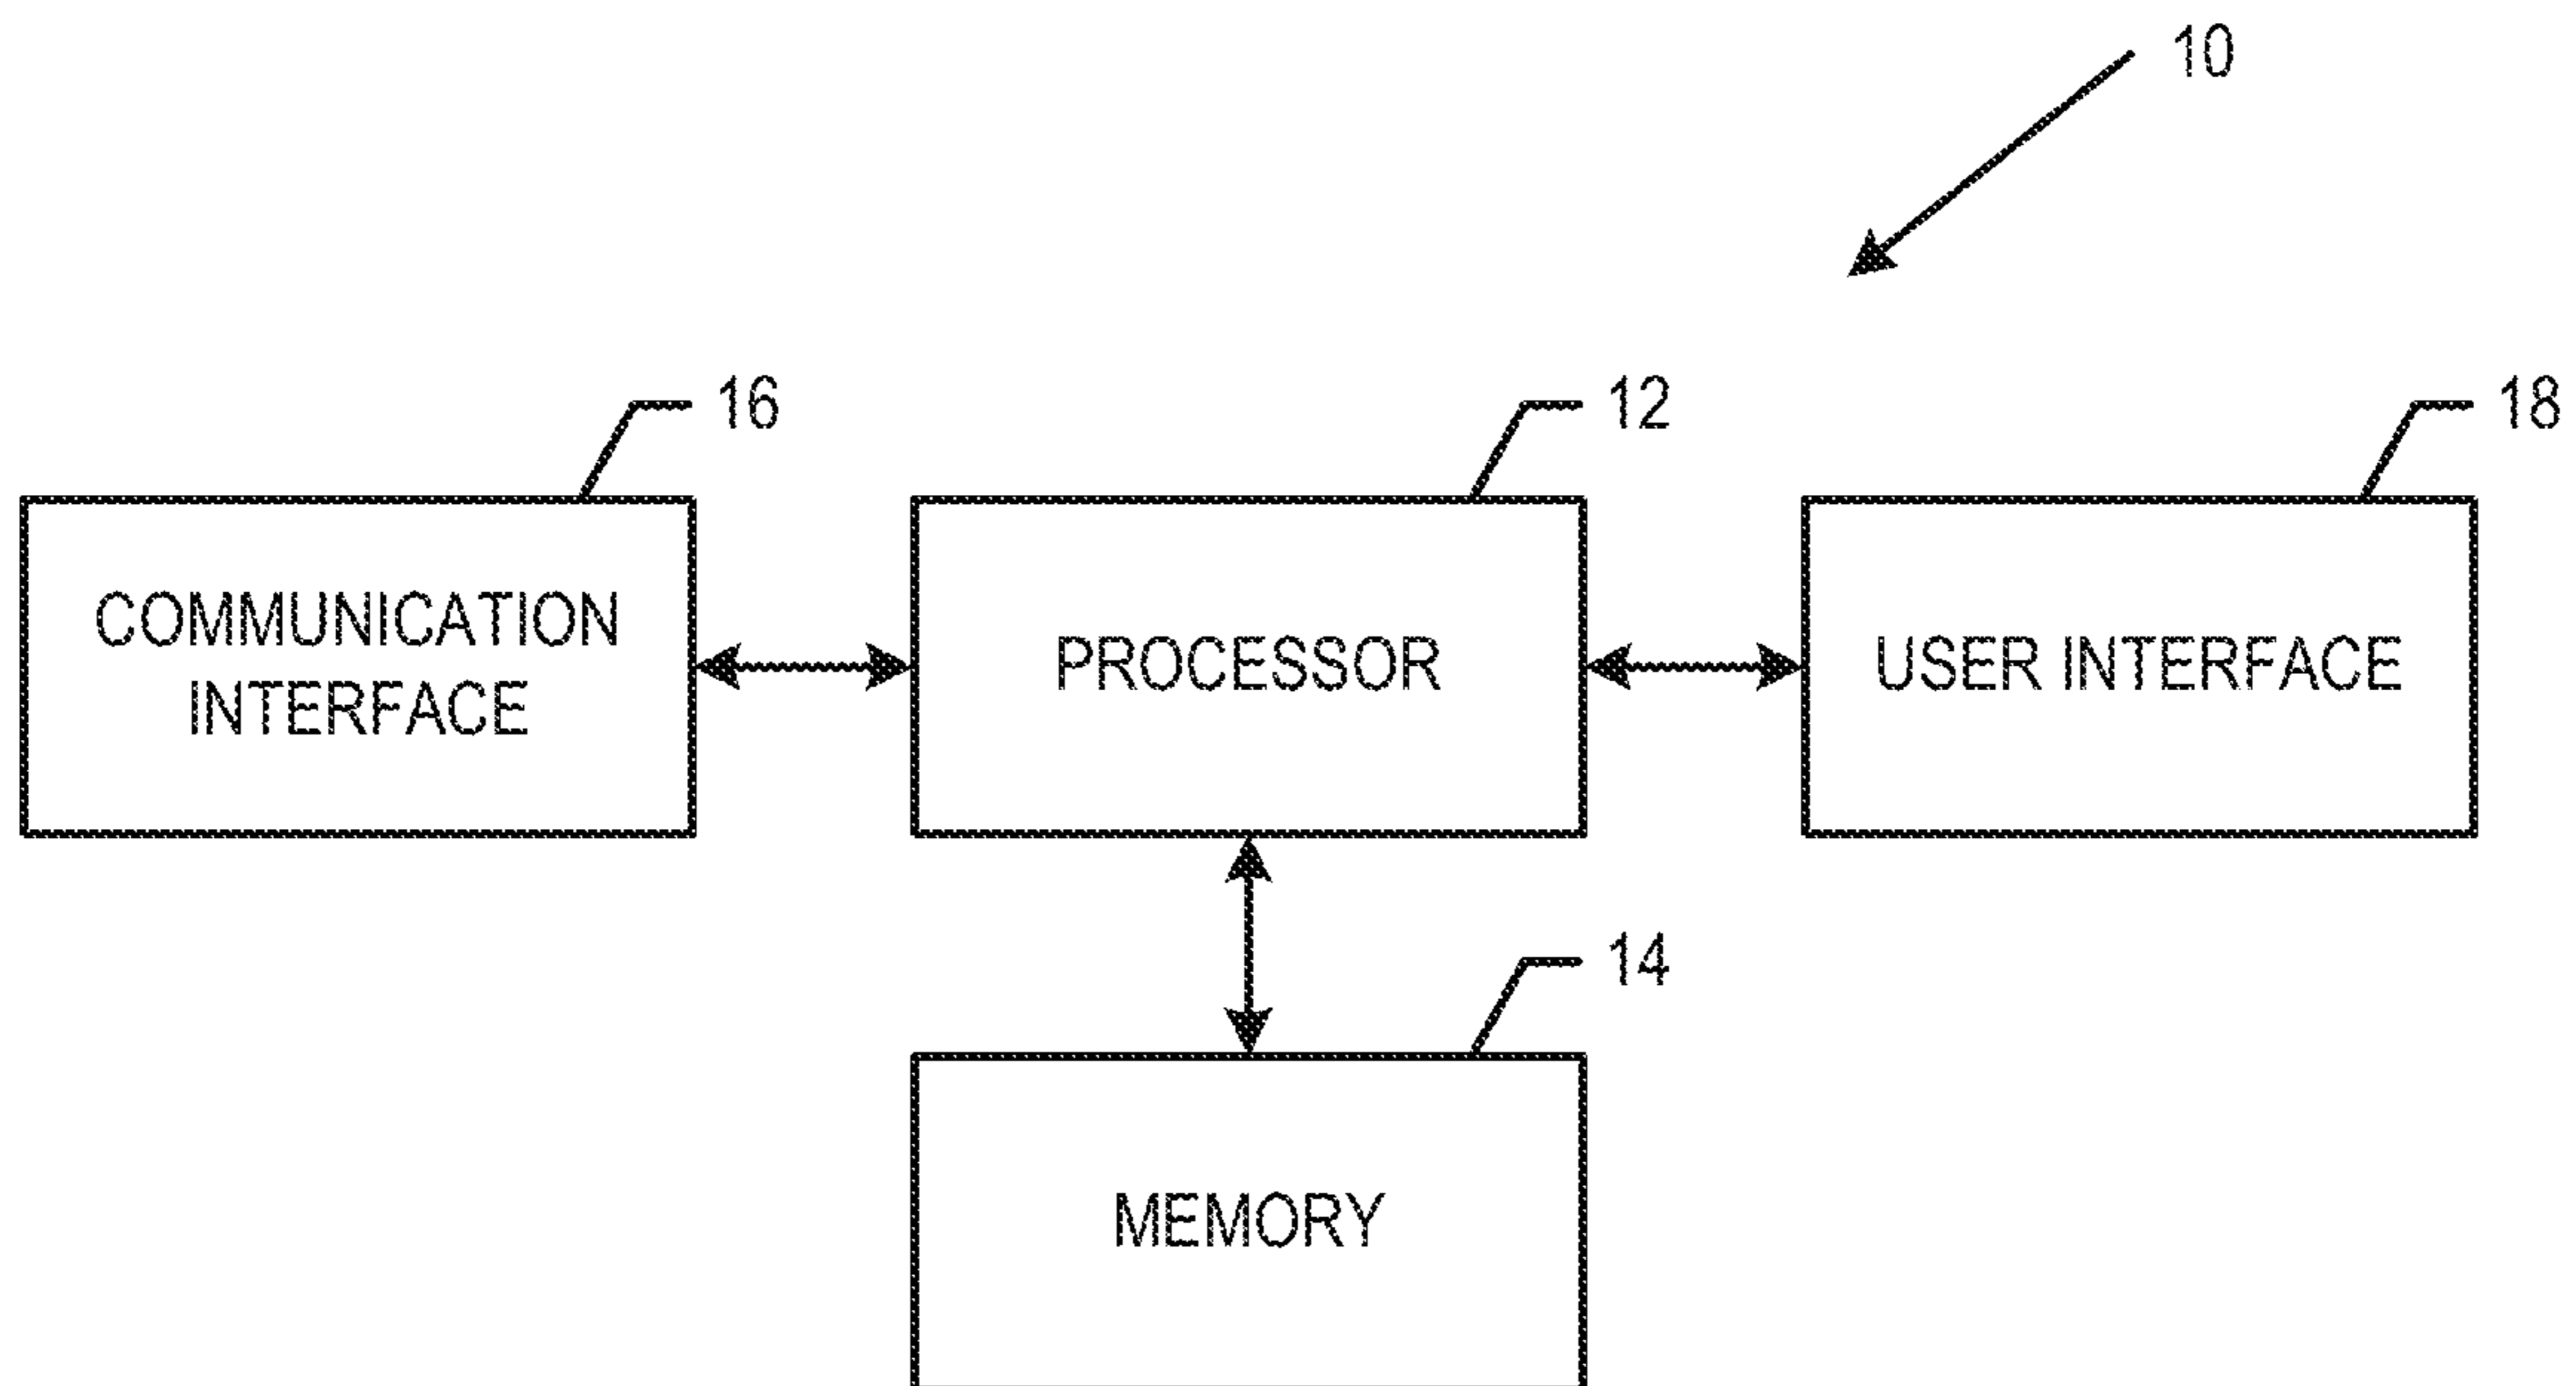 10
16
12
18
COMMUNICATION
INTERFACE
PROCESSOR
USER INTERFACE
14
MEMORY